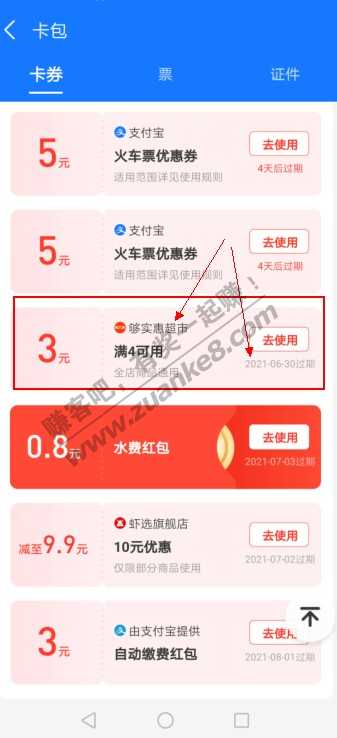 卡包
卡券 票 证件
5元
支付宝
火车票优惠券
适用范围详见使用规则
去使用
4天后过期
5元
支付宝
火车票优惠券
适用范围详见使用规则
去使用
4天后过期
3元
够实惠超市
满4可用
全店商品通用
去使用
2021-06-30过期
0.8元
水费红包
去使用
2021-07-03过期
减至9.9元
虾选旗舰店
10元优惠
仅限部分商品使用
去使用
2021-07-02过期
3元
由支付宝提供
自动缴费红包
去使用
2021-08-01过期
赚客吧,有奖一起赚!
www.zuanke8.com